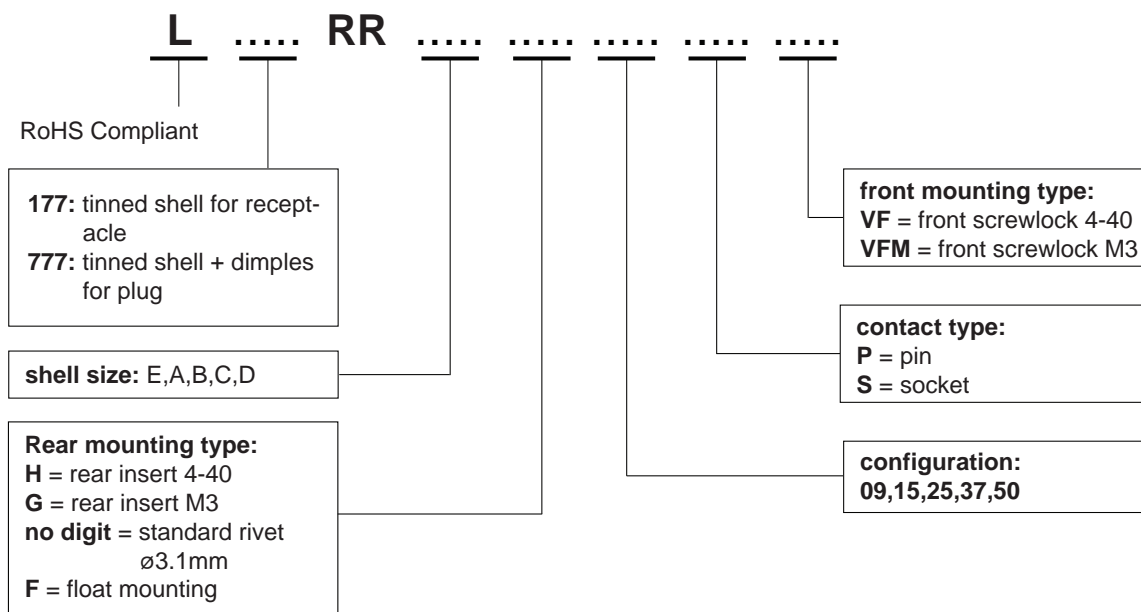 L ..... RR ..... ..... ..... ..... .....
RoHS Compliant
177: tinned shell for recept-
acle
777: tinned shell + dimples
for plug
shell size: E,A,B,C,D
Rear mounting type:
H = rear insert 4-40
G = rear insert M3
no digit = standard rivet
ø3.1mm
F = float mounting
front mounting type:
VF = front screwlock 4-40
VFM = front screwlock M3
contact type:
P = pin
S = socket
configuration:
09,15,25,37,50